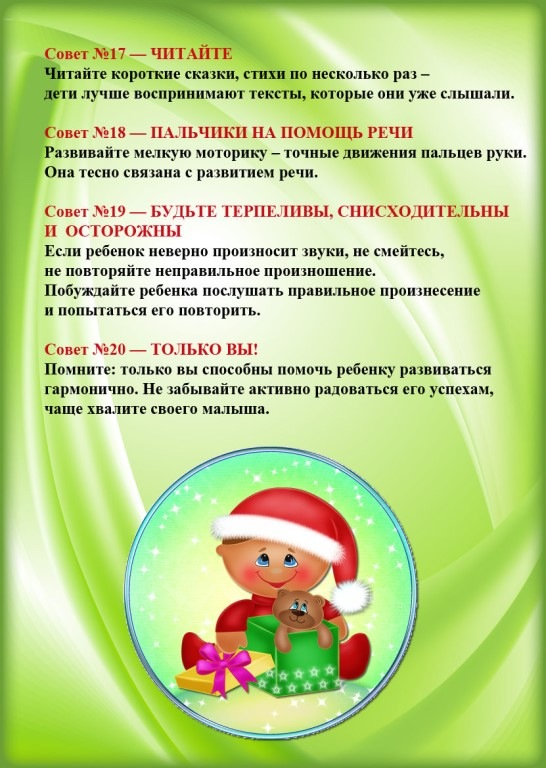 Совет №17 — ЧИТАЙТЕ
Читайте короткие сказки, стихи по несколько раз –
дети лучше воспринимают тексты, которые они уже слышали.
Совет №18 — ПАЛЬЧИКИ НА ПОМОЩЬ РЕЧИ
Развивайте мелкую моторику – точные движения пальцев руки.
Она тесно связана с развитием речи.
Совет №19 — БУДЬТЕ ТЕРПЕЛИВЫ, СНИСХОДИТЕЛЬНЫ
И ОСТОРОЖНЫ
Если ребенок неверно произносит звуки, не смейтесь,
не повторяйте неправильное произношение.
Побуждайте ребенка послушать правильное произнесение
и попытаться его повторить.
Совет №20 — ТОЛЬКО ВЫ!
Помните: только вы способны помочь ребенку развиваться
гармонично. Не забывайте активно радоваться его успехам,
чаще хвалите своего малыша.